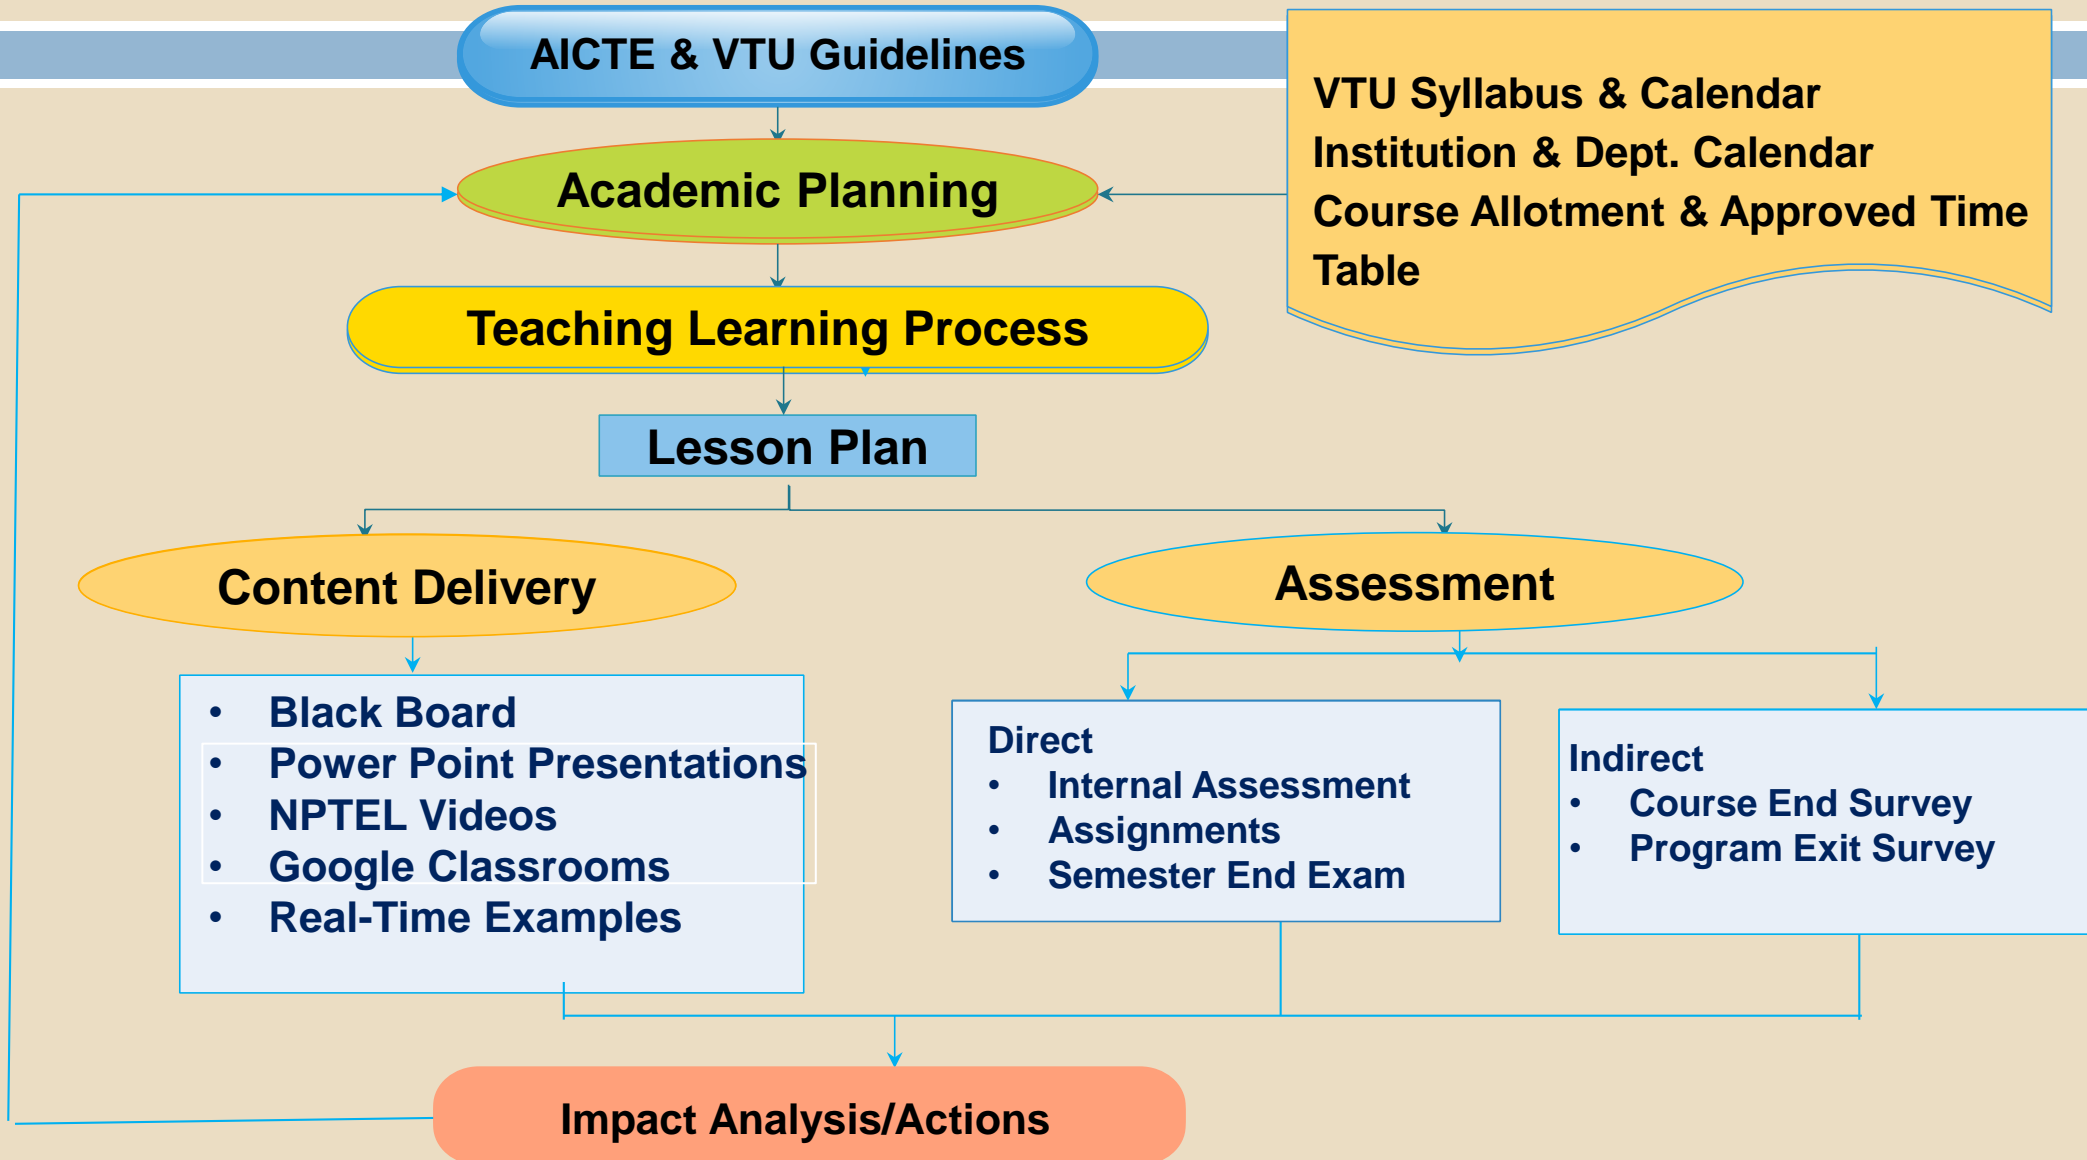 AICTE & VTU Guidelines
VTU Syllabus & Calendar
Institution & Dept. Calendar
Course Allotment & Approved Time
Table
Academic Planning
Teaching Learning Process
Lesson Plan
Content Delivery
• Black Board
• Power Point Presentations
• NPTEL Videos
• Google Classrooms
• Real-Time Examples
Assessment
Direct
• Internal Assessment
• Assignments
• Semester End Exam
Indirect
• Course End Survey
• Program Exit Survey
Impact Analysis/Actions